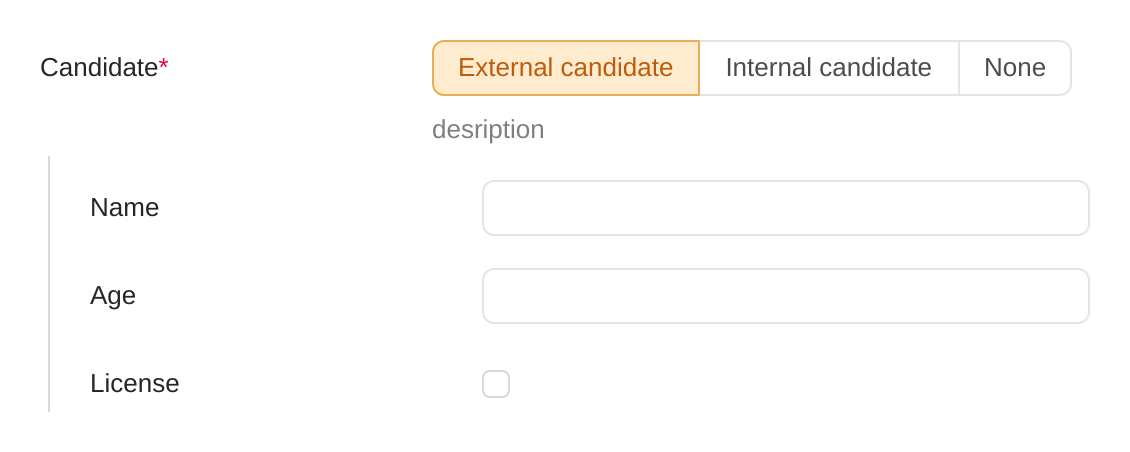 Candidate* External candidate Internal candidate None
desription
Name
Age
License